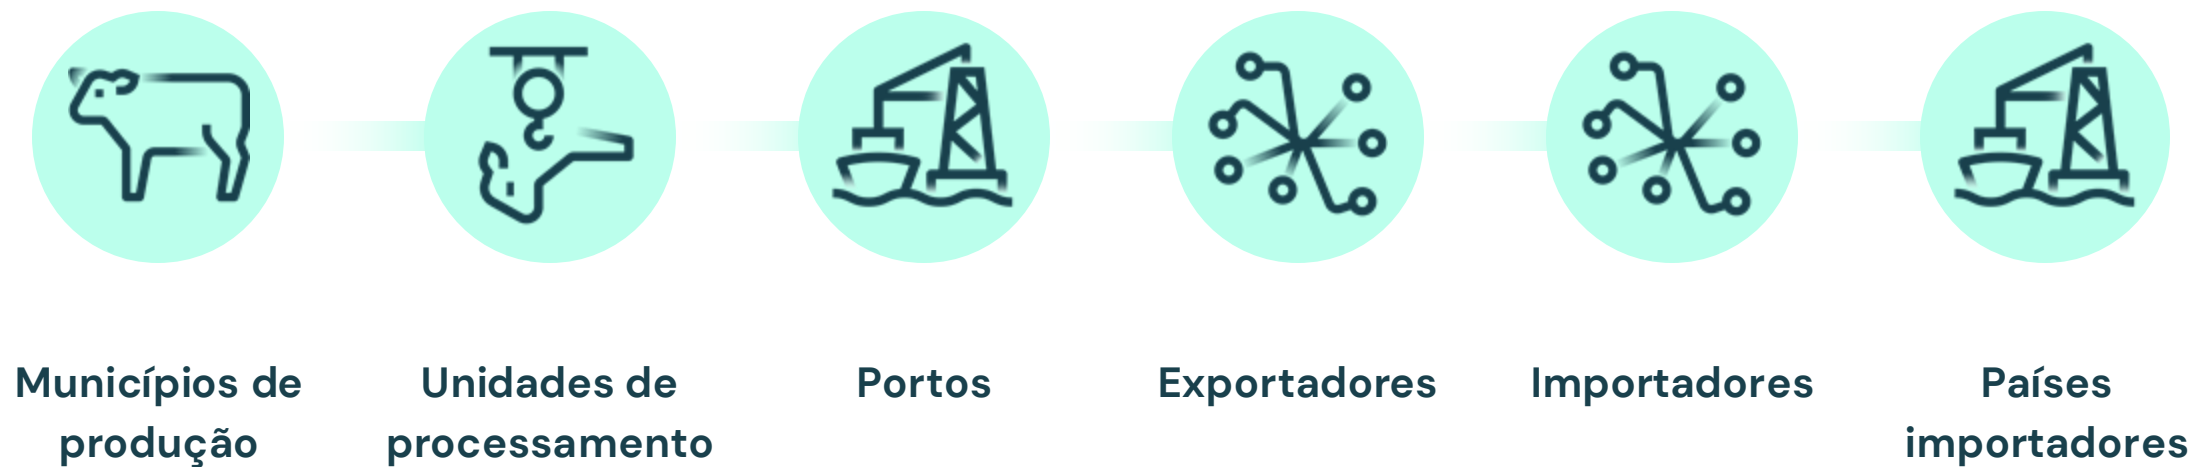 Municípios de
produção
Unidades de
processamento
Portos
Exportadores
Importadores
Países
importadores